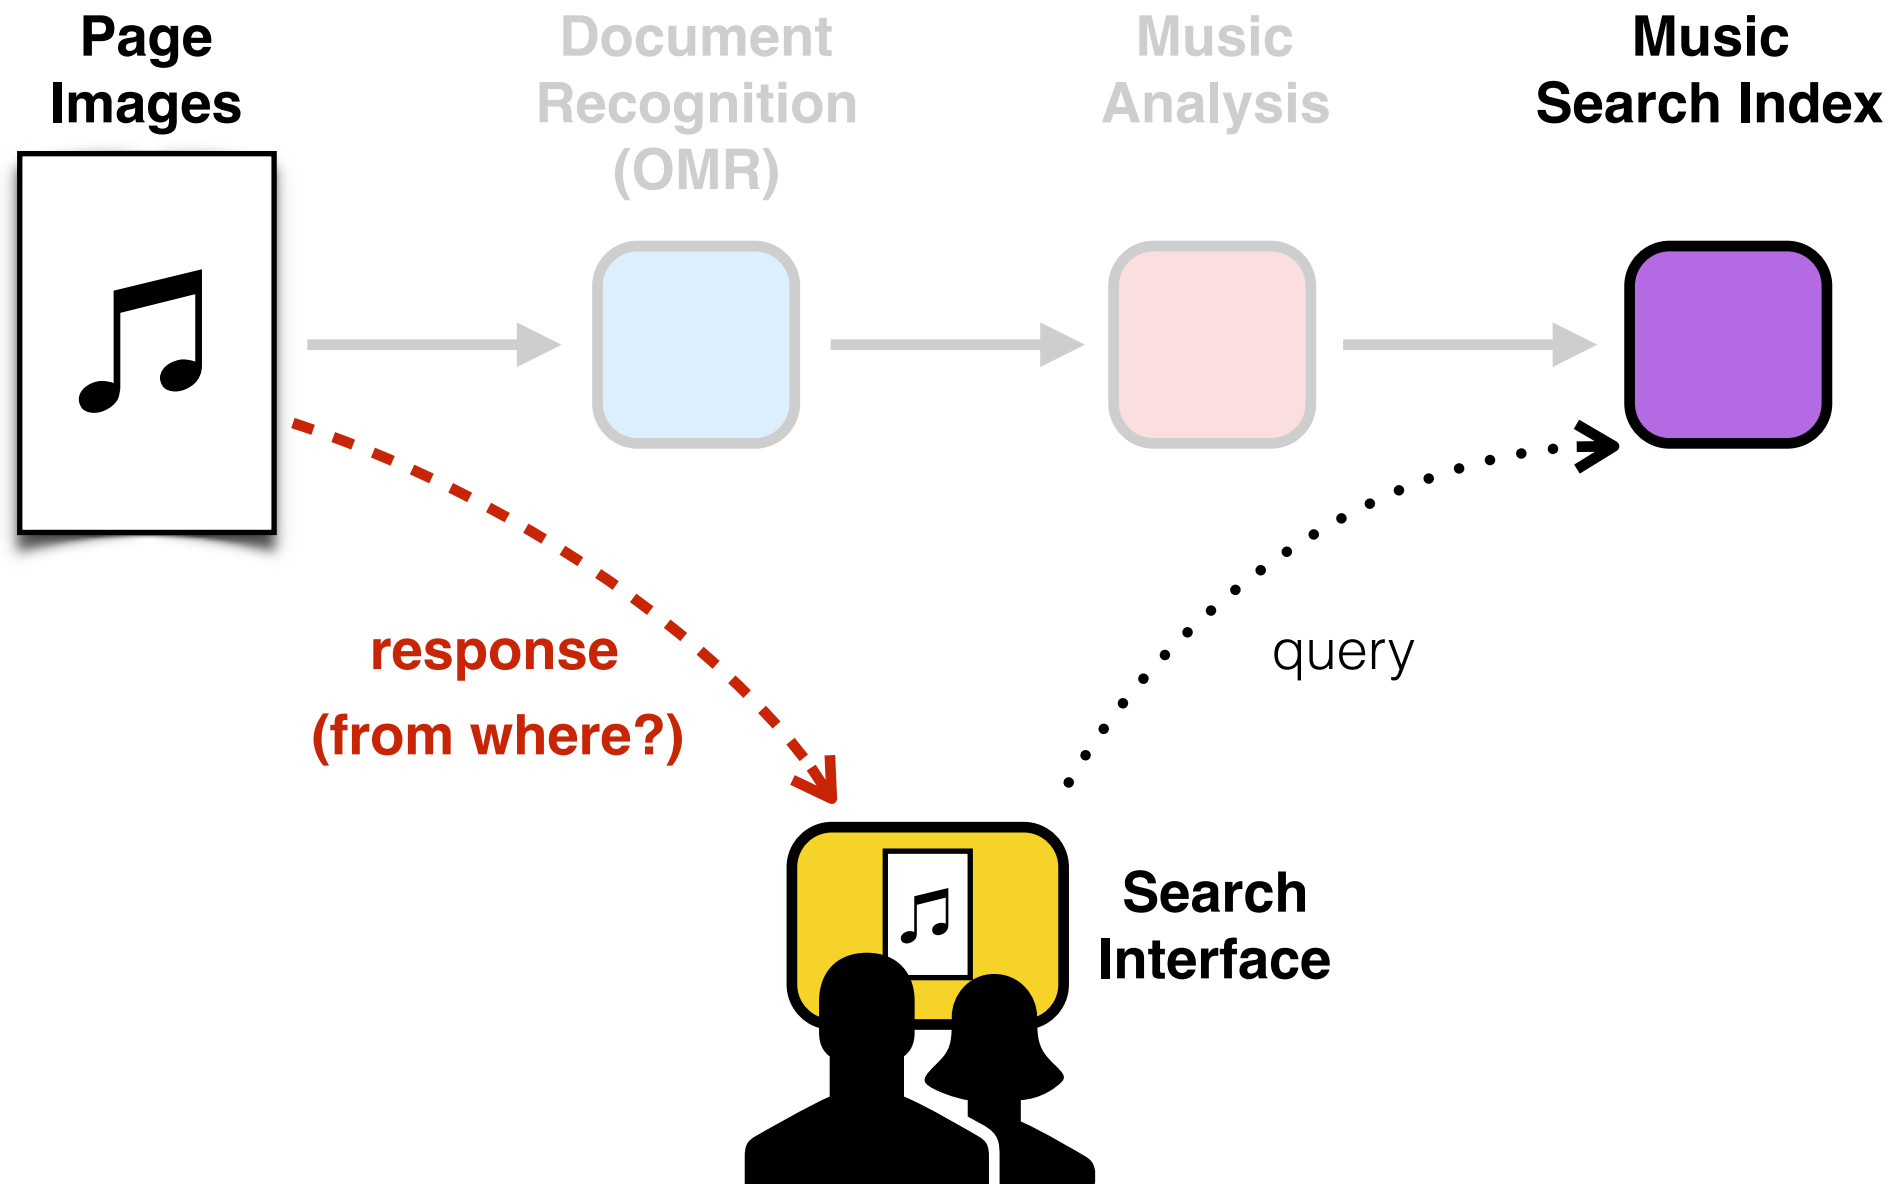 Page
Images
Document
Recognition
(OMR)
Music
Analysis
Music
Search Index
response
(from where?)
query
Search
Interface